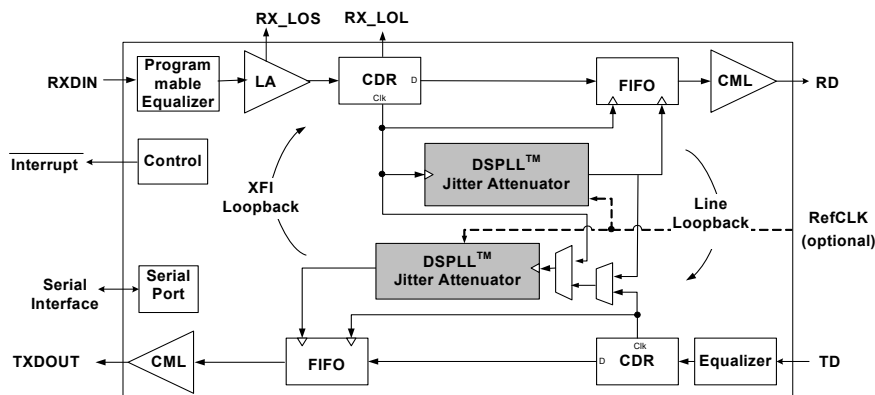 RX_LOS
RX_LOL
RXDIN
Program
mable
Equalizer
LA
CDR
D
Clk
FIFO
CML
RD
Interrupt
Control
DSPLL™
Jitter Attenuator
XFI
Loopback
Line
Loopback
RefCLK
(optional)
DSPLL™
Jitter Attenuator
Serial
Interface
Serial
Port
TXDOUT
CML
FIFO
D
Clk
CDR
Equalizer
TD